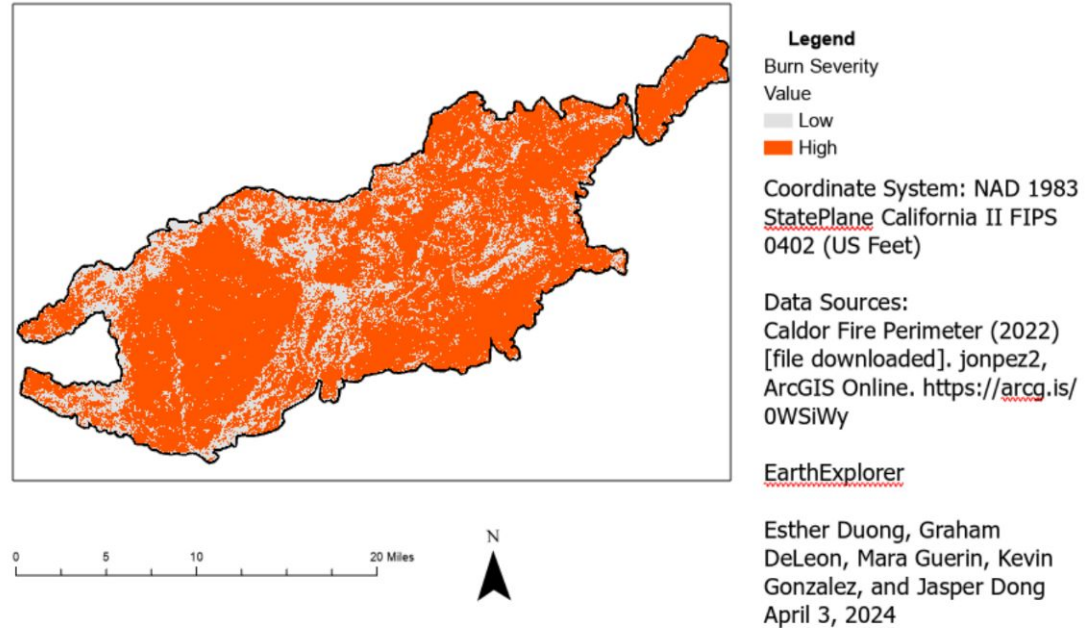 Legend
Burn Severity
Value
Low
High
Coordinate System: NAD 1983
StatePlane California II FIPS
0402 (US Feet)
Data Sources:
Caldor Fire Perimeter (2022)
[file downloaded]. jonpez2,
ArcGIS Online. https://arcg.is/
0WSiWy
EarthExplorer
Esther Duong, Graham
DeLeon, Mara Guerin, Kevin
Gonzalez, and Jasper Dong
April 3, 2024
0 5 10 20 Miles
N